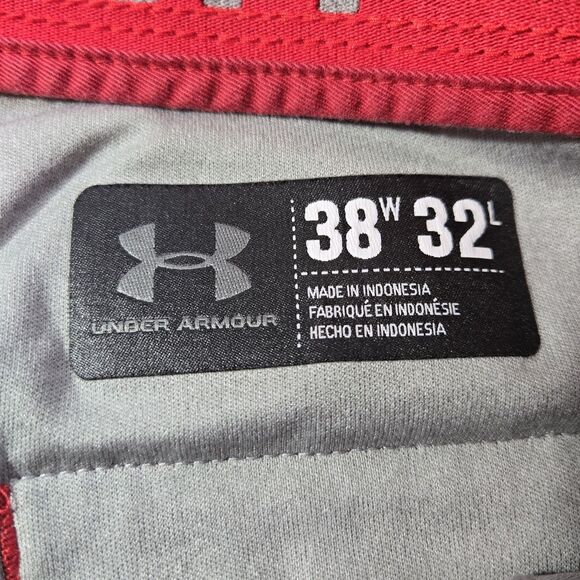 38W 32L
MADE IN INDONESIA
FABRIQUÉ EN INDONÉSIE
HECHO EN INDONESIA
UNDER ARMOUR